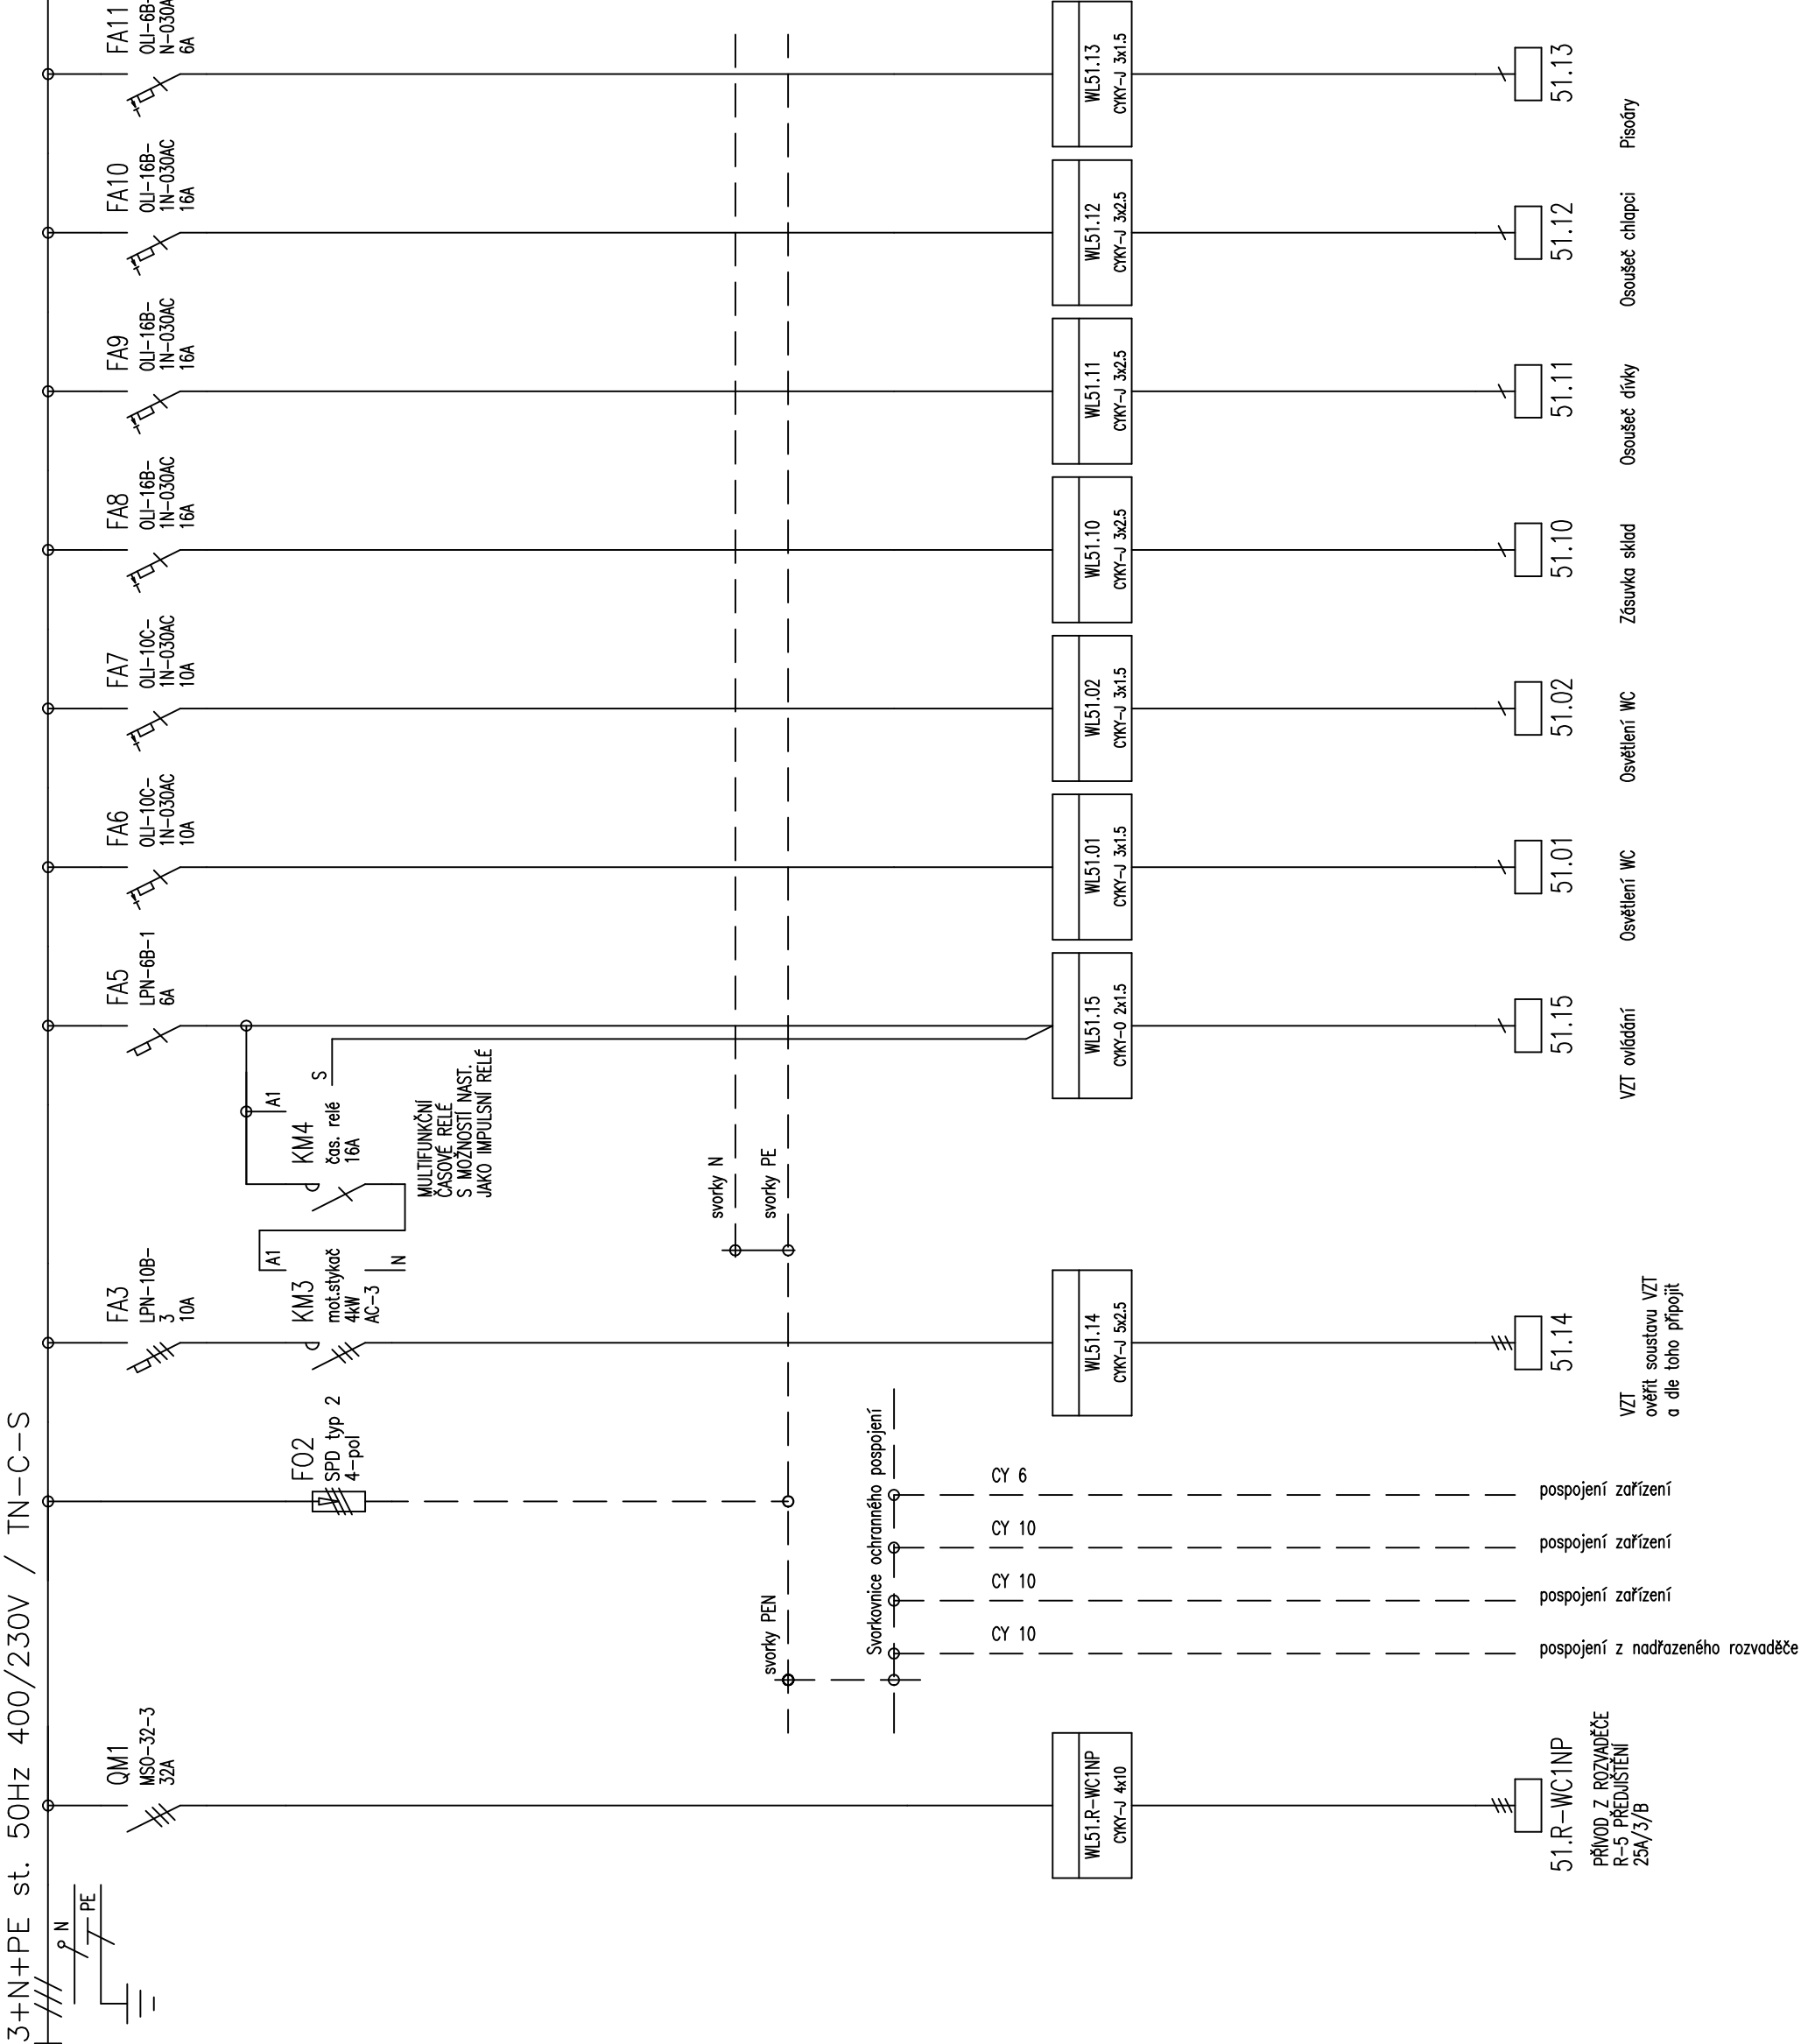 3+N+PE st. 50Hz 400/230V / TN-C-S
N
PE
QM1
MSO-32-3
32A
WL51.R-WC1NP
CYKY-J 4x10
51.R-WC1NP
PŘÍVOD Z ROZVADĚČE
R-5 PŘEDJIŠTĚNÍ
25A/3/B
svorky PEN
Svorkovnice ochranného pospojení
CY 10
pospojení z nadřazeného rozvaděče
CY 10
pospojení zařízení
CY 10
pospojení zařízení
CY 6
pospojení zařízení
FO2
SPD typ 2
4-pol
FA3
LPN-10B-
3
10A
KM3
mot.stykač
4kW
AC-3
A1
N
WL51.14
CYKY-J 5x2.5
51.14
VZT
ověřit soustavu VZT
a dle toho připojit
svorky N
svorky PE
KM4
čas. relé
16A
A1
S
MULTIFUNKČNÍ
ČASOVÉ RELÉ
S MOŽNOSTÍ NAST.
JAKO IMPULSNÍ RELÉ
FA5
LPN-6B-1
6A
WL51.15
CYKY-O 2x1.5
51.15
VZT ovládání
FA6
OLI-10C-
1N-030AC
10A
WL51.01
CYKY-J 3x1.5
51.01
Osvětlení WC
FA7
OLI-10C-
1N-030AC
10A
WL51.02
CYKY-J 3x1.5
51.02
Osvětlení WC
FA8
OLI-16B-
1N-030AC
16A
WL51.10
CYKY-J 3x2.5
51.10
Zásuvka sklad
FA9
OLI-16B-
1N-030AC
16A
WL51.11
CYKY-J 3x2.5
51.11
Osoušeč dívky
FA10
OLI-16B-
1N-030AC
16A
WL51.12
CYKY-J 3x2.5
51.12
Osoušeč chlapci
FA11
OLI-6B-
N-030A
6A
WL51.13
CYKY-J 3x1.5
51.13
Pisoáry